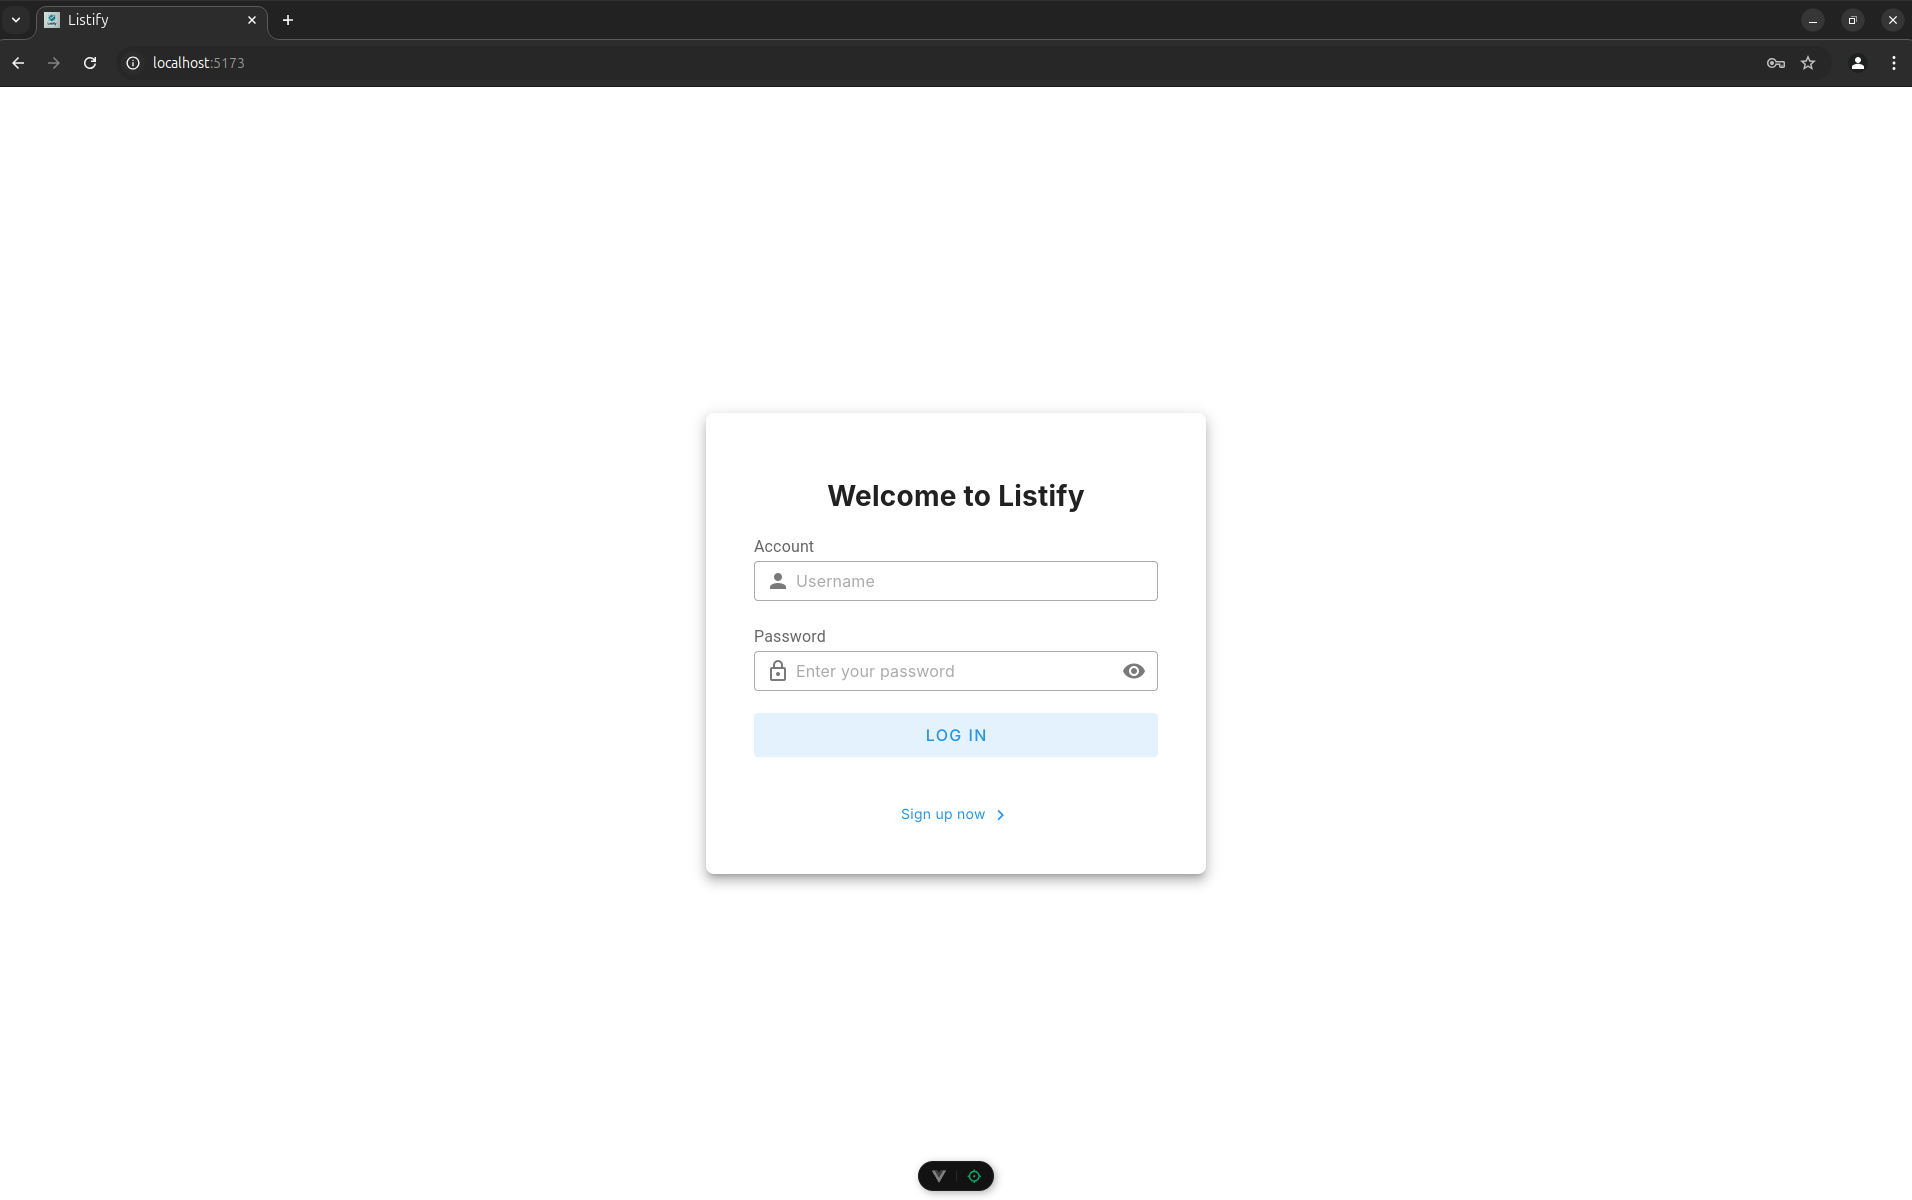 Listify
localhost:5173
Welcome to Listify
Account
Username
Password
Enter your password
LOG IN
Sign up now